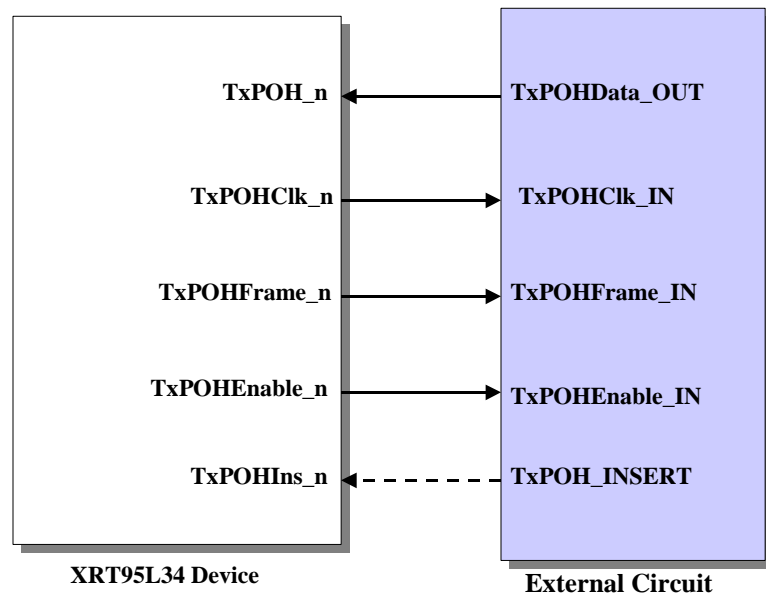 TxPOH_n TxPOHData_OUT
TxPOHClk_n TxPOHClk_IN
TxPOHFrame_n TxPOHFrame_IN
TxPOHEnable_n TxPOHEnable_IN
TxPOHIns_n TxPOH_INSERT
XRT95L34 Device External Circuit